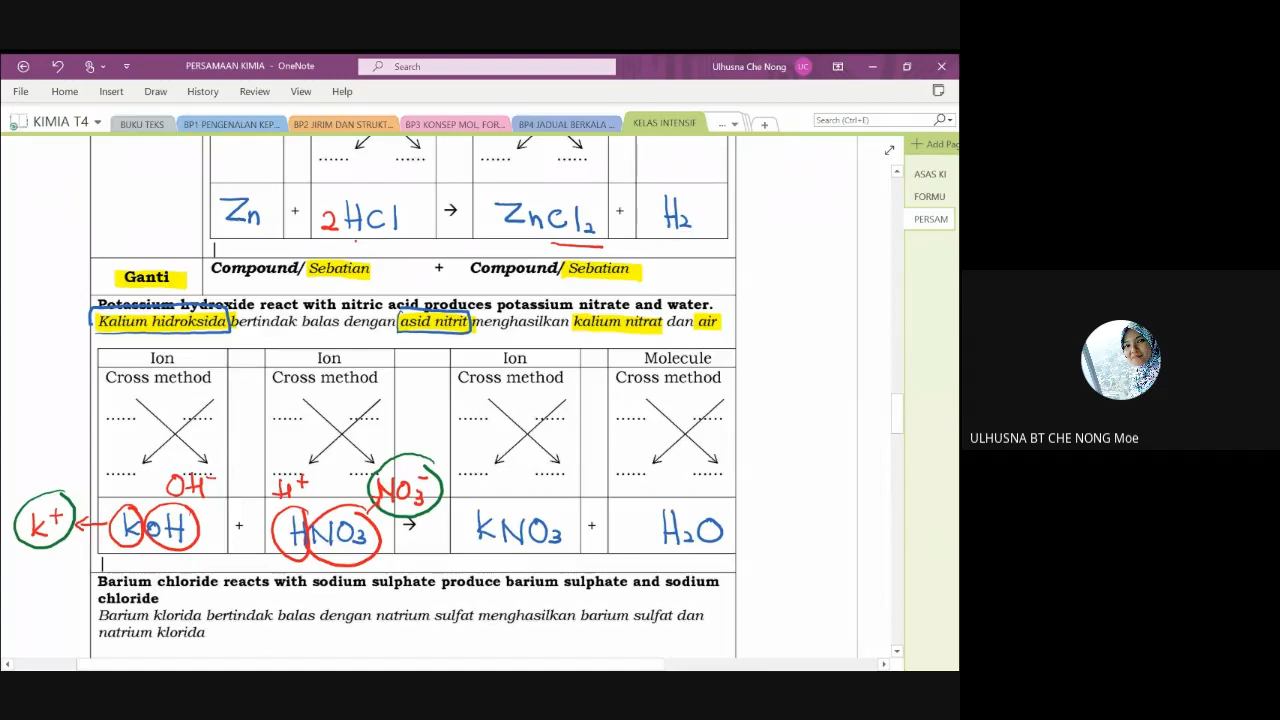 PERSAMAAN KIMIA - OneNote
Search
Ulhusna Che Nong
UC
File Home Insert Draw History Review View Help
KIMIA T4
BUKU TEKS
BP1 PENGENALAN KEP...
BP2 JIRIM DAN STRUKT...
BP3 KONSEP MOL, FOR...
BP4 JADUAL BERKALA ...
KELAS INTENSIF
...
Search (Ctrl+E)
Add Pag
ASAS KI
FORMU
PERSAM
...... ...... ...... ......
Zn + 2HCl → ZnCl₂ + H₂
Ganti
Compound/ Sebatian + Compound/ Sebatian
Potassium hydroxide react with nitric acid produces potassium nitrate and water.
Kalium hidroksida bertindak balas dengan asid nitrit menghasilkan kalium nitrat dan air
Ion Ion Ion Molecule
Cross method Cross method Cross method Cross method
...... ...... ...... ...... ...... ...... ...... ......
...... ...... ...... ...... ...... ...... ...... ......
OH⁻ H⁺ NO₃⁻
K⁺ KOH + HNO₃ → KNO₃ + H₂O
Barium chloride reacts with sodium sulphate produce barium sulphate and sodium
chloride
Barium klorida bertindak balas dengan natrium sulfat menghasilkan barium sulfat dan
natrium klorida
ULHUSNA BT CHE NONG Moe